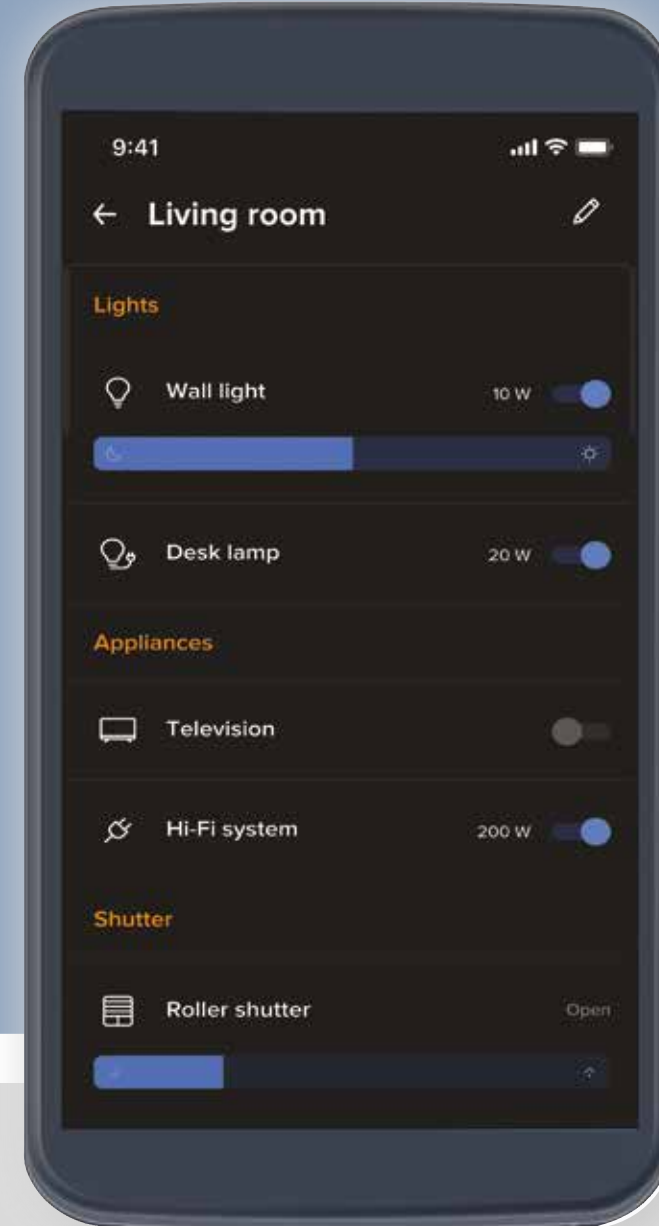 9:41
Living room
Lights
Wall light 10 W
Desk lamp 20 W
Appliances
Television
Hi-Fi system 200 W
Shutter
Roller shutter Open